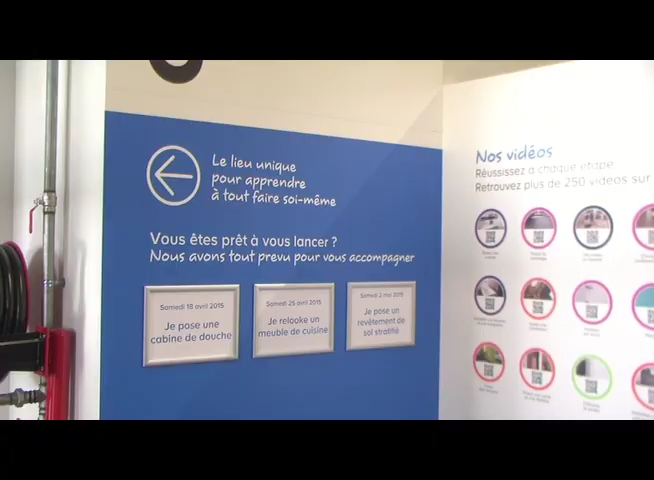 Le lieu unique
pour apprendre
à tout faire soi-même
Vous êtes prêt à vous lancer ?
Nous avons tout prevu pour vous accompagner
Samedi 18 avril 2015
Je pose une
cabine de douche
Samedi 25 avril 2015
Je relooke un
meuble de cuisine
Samedi 2 mai 2015
Je pose un
revêtement de
sol stratifié
Nos vidéos
Réussissez à chaque étape
Retrouvez plus de 250 vidéos sur